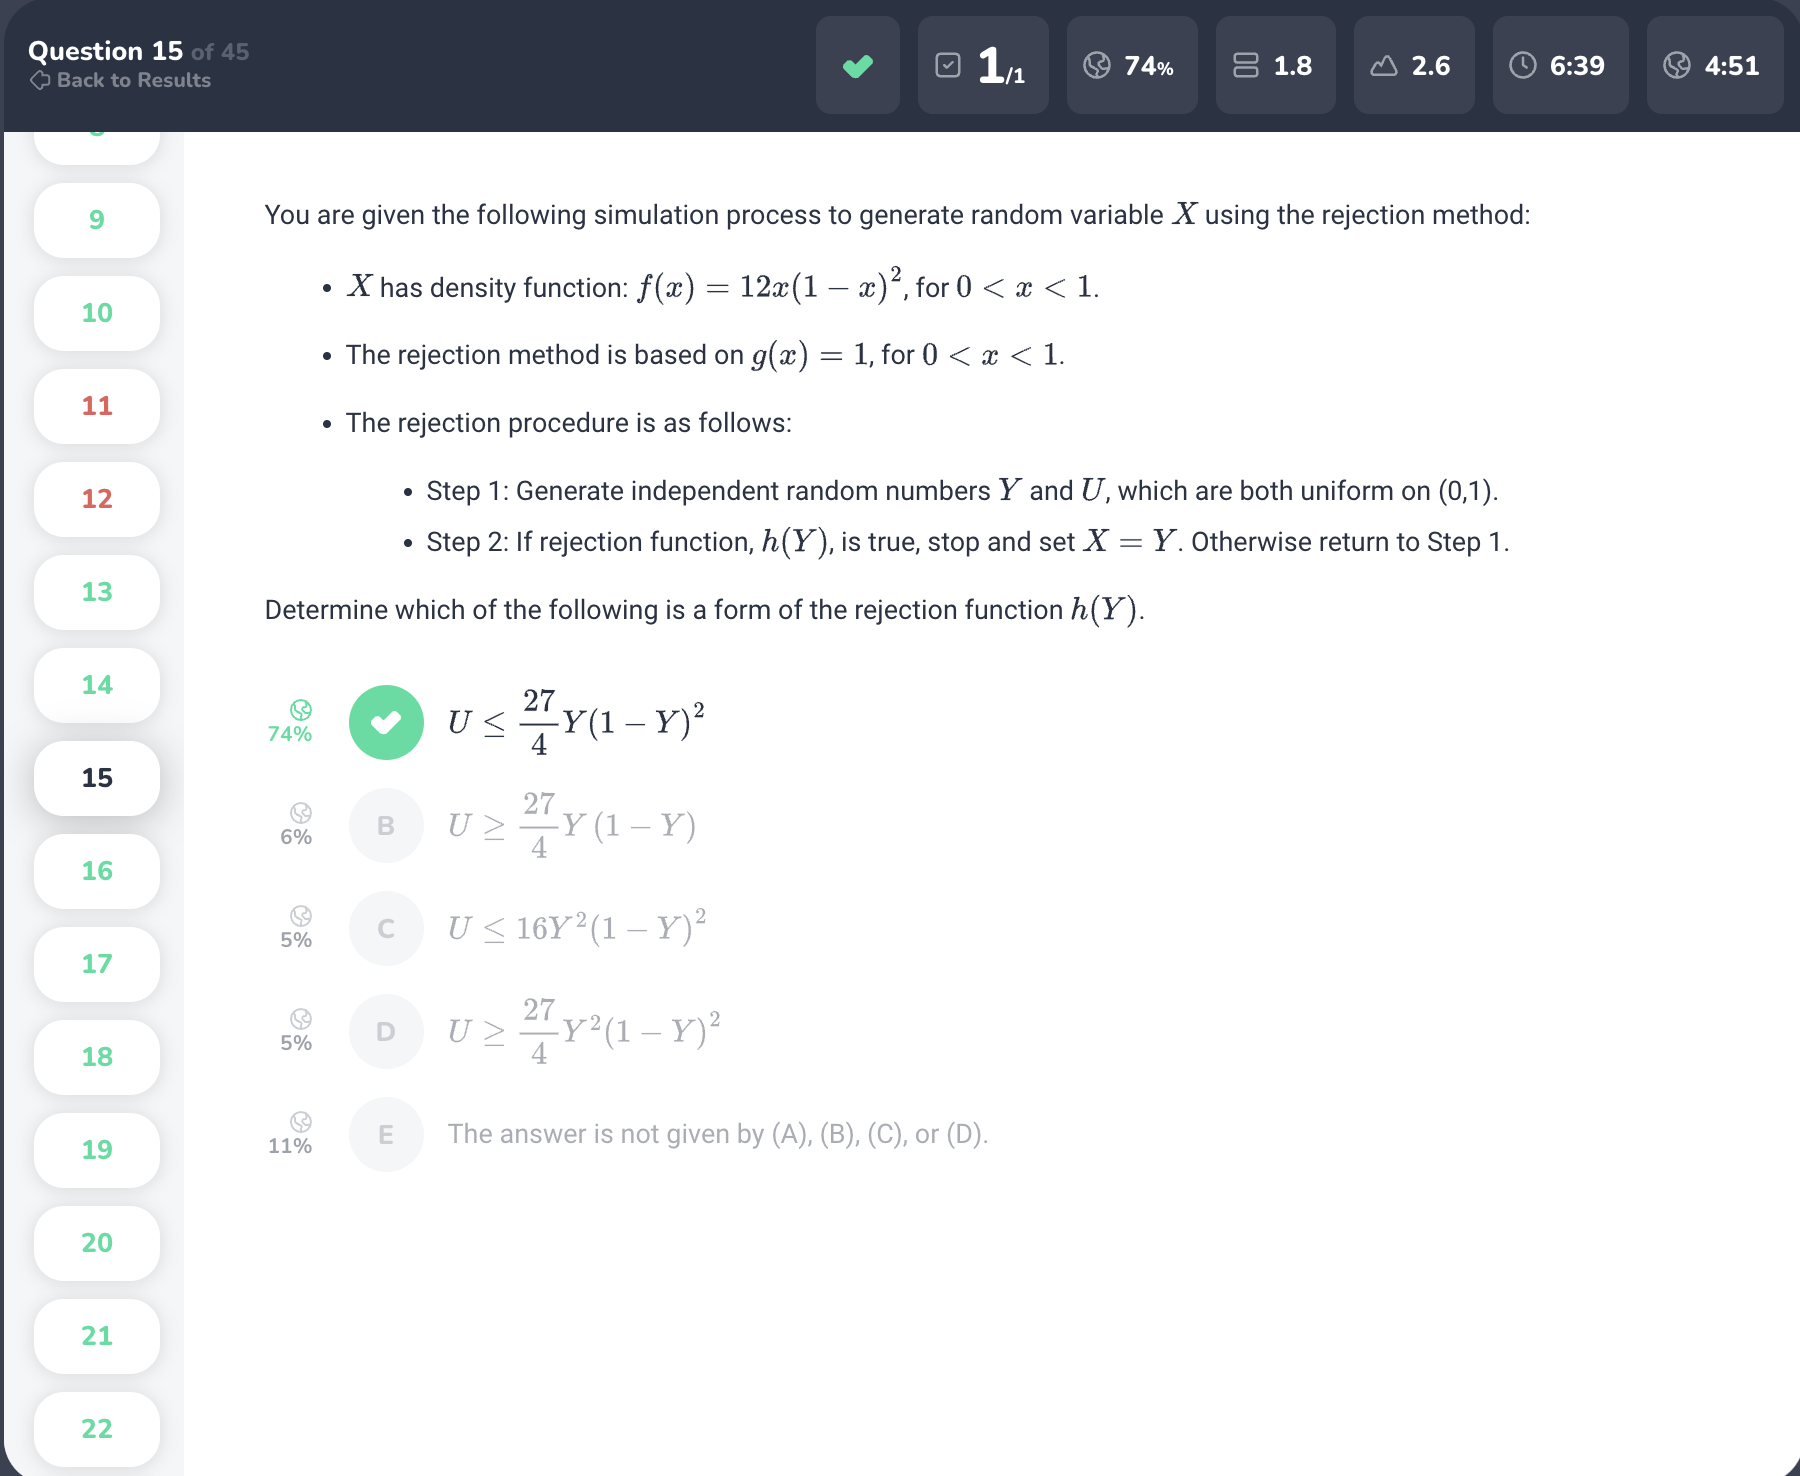 Question 15 of 45
Back to Results
1/1
74%
1.8
2.6
6:39
4:51
9
10
11
12
13
14
15
16
17
18
19
20
21
22
You are given the following simulation process to generate random variable X using the rejection method:
• X has density function: f(x) = 12x(1 − x)², for 0 < x < 1.
• The rejection method is based on g(x) = 1, for 0 < x < 1.
• The rejection procedure is as follows:
• Step 1: Generate independent random numbers Y and U, which are both uniform on (0,1).
• Step 2: If rejection function, h(Y), is true, stop and set X = Y. Otherwise return to Step 1.
Determine which of the following is a form of the rejection function h(Y).
74% U ≤ 27/4 Y(1 − Y)²
6% B U ≥ 27/4 Y (1 − Y)
5% C U ≤ 16Y²(1 − Y)²
5% D U ≥ 27/4 Y²(1 − Y)²
11% E The answer is not given by (A), (B), (C), or (D).